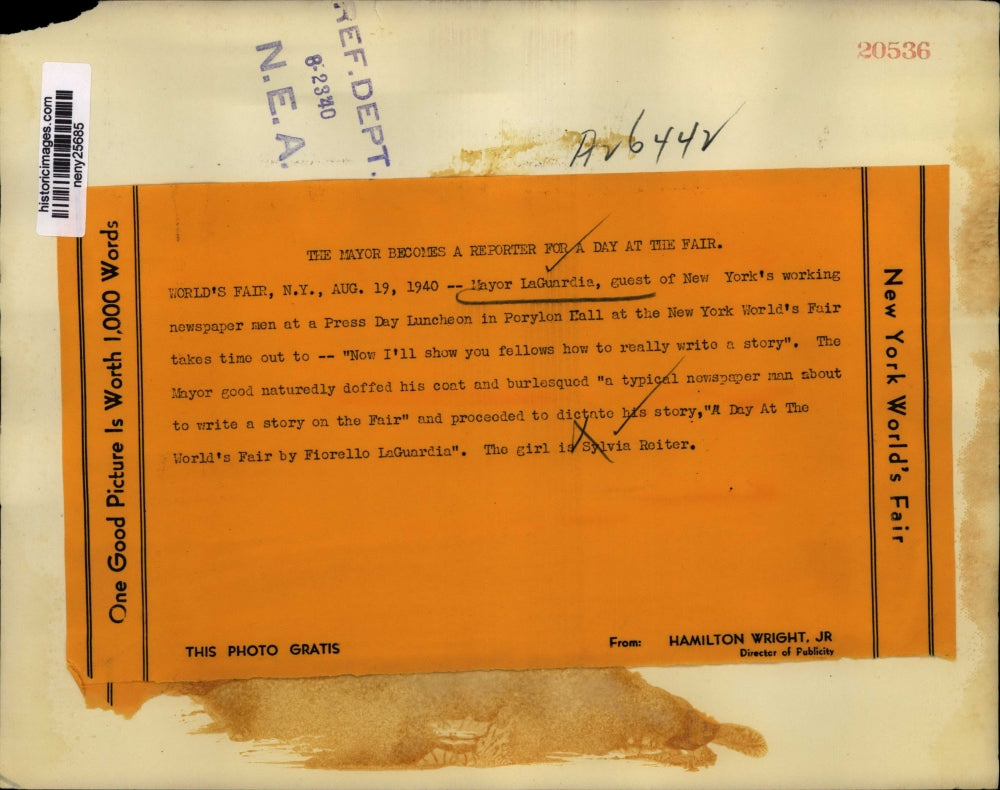 20536
REF. DEPT.
8-23-40
N.E.A.
historicimages.com
neny25685
One Good Picture Is Worth 1,000 Words
THE MAYOR BECOMES A REPORTER FOR A DAY AT THE FAIR.
WORLD'S FAIR, N.Y., AUG. 19, 1940 -- Mayor LaGuardia, guest of New York's working
newspaper men at a Press Day Luncheon in Perylon Hall at the New York World's Fair
takes time out to -- "Now I'll show you fellows how to really write a story". The
Mayor good naturedly doffed his coat and burlesqued "a typical newspaper man about
to write a story on the Fair" and proceeded to dictate his story,"A Day At The
World's Fair by Fiorello LaGuardia". The girl is Sylvia Reiter.
THIS PHOTO GRATIS
From: HAMILTON WRIGHT, JR
Director of Publicity
New York World's Fair